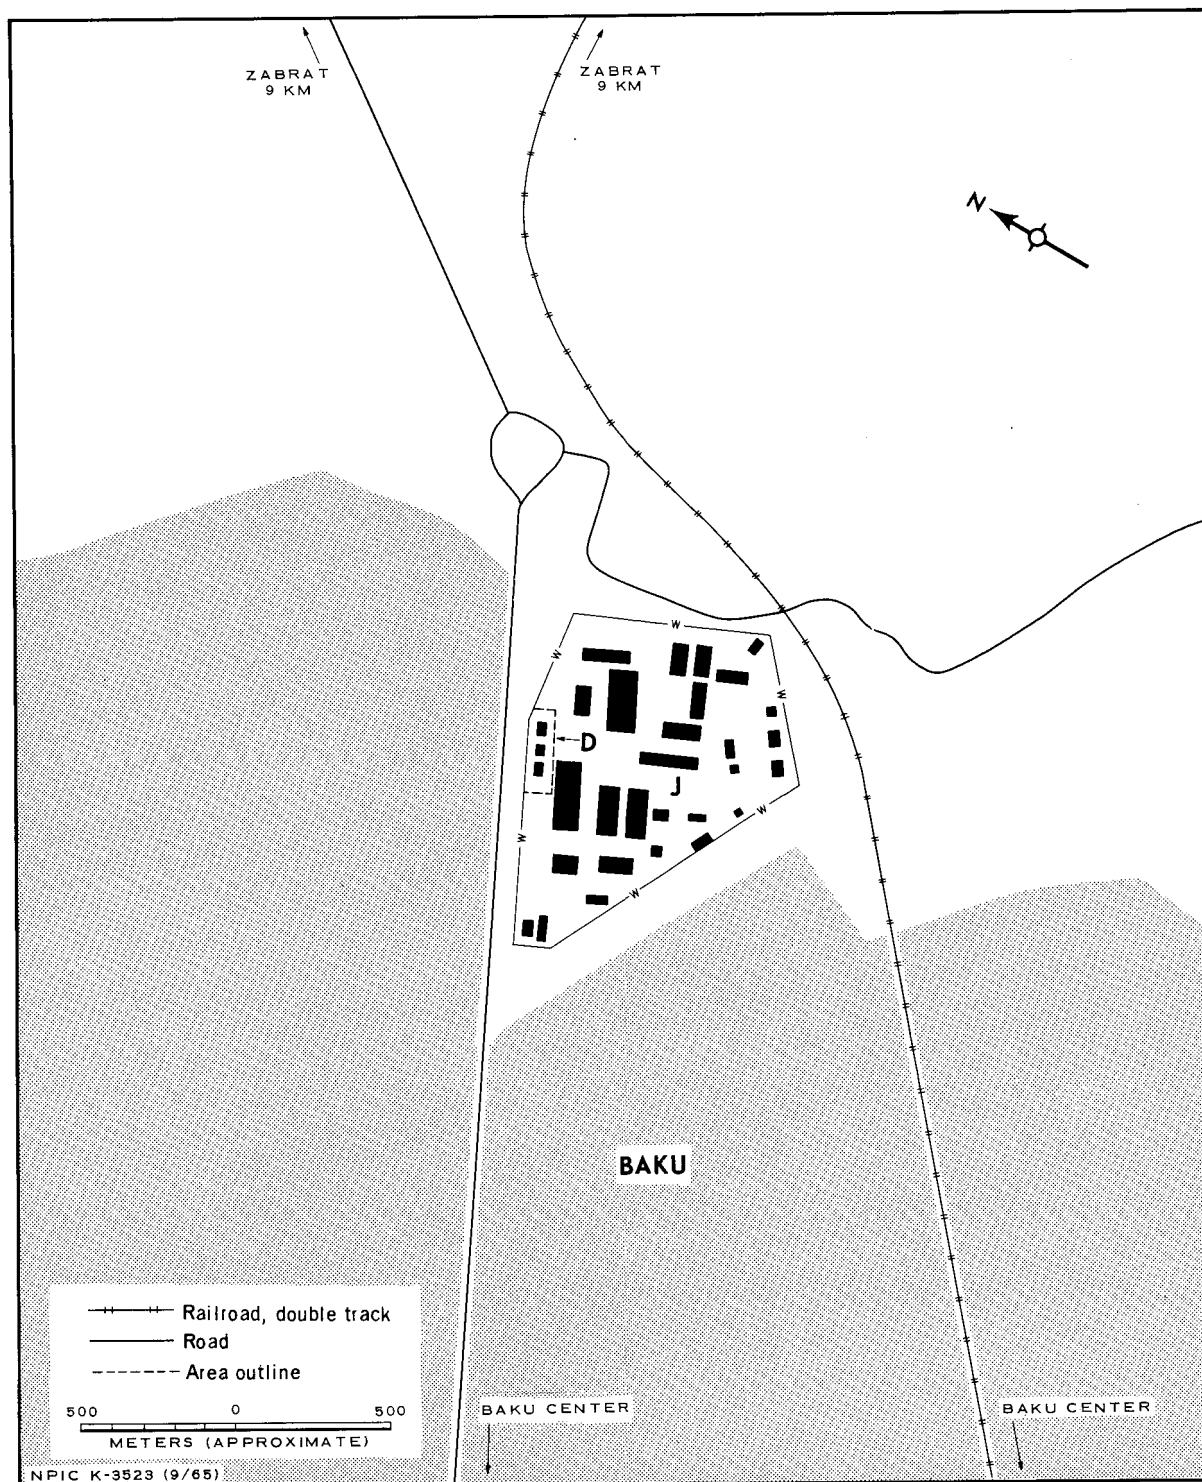 ZABRAT
9 KM
ZABRAT
9 KM
N
W
W
W
D
J
W
W
W
BAKU
Railroad, double track
Road
Area outline
500 0 500
METERS (APPROXIMATE)
BAKU CENTER
BAKU CENTER
NPIC K-3523 (9/65)